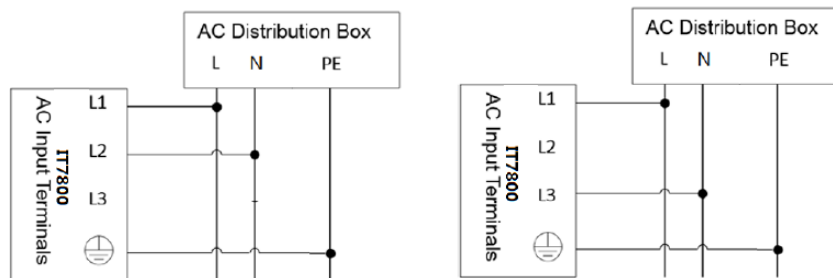 AC Distribution Box
L N PE
L1
L2
L3
IT7800
AC Input Terminals
AC Distribution Box
L N PE
L1
L2
L3
IT7800
AC Input Terminals